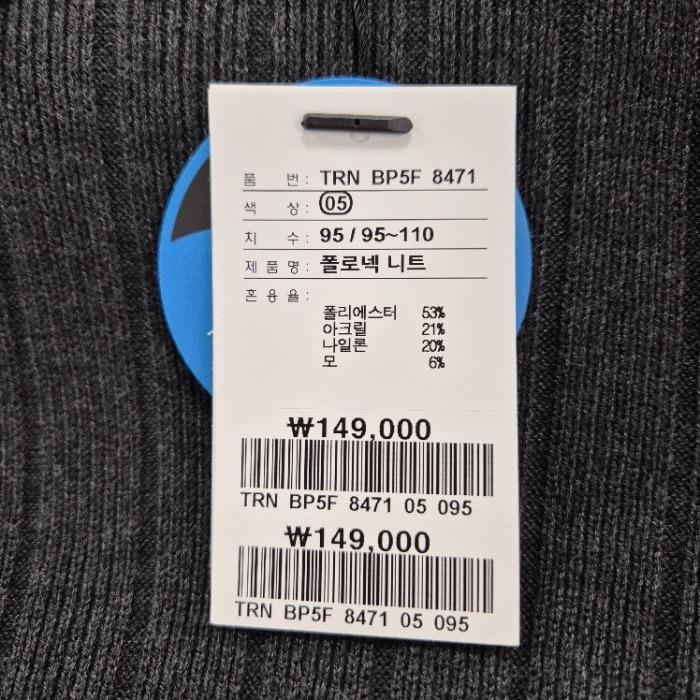 품 번 : TRN BP5F 8471
색 상 : 05
치 수 : 95 / 95~110
제 품 명 : 폴로넥 니트
혼 용 율 :
폴리에스터 53%
아크릴 21%
나일론 20%
모 6%
₩149,000
TRN BP5F 8471 05 095
₩149,000
TRN BP5F 8471 05 095